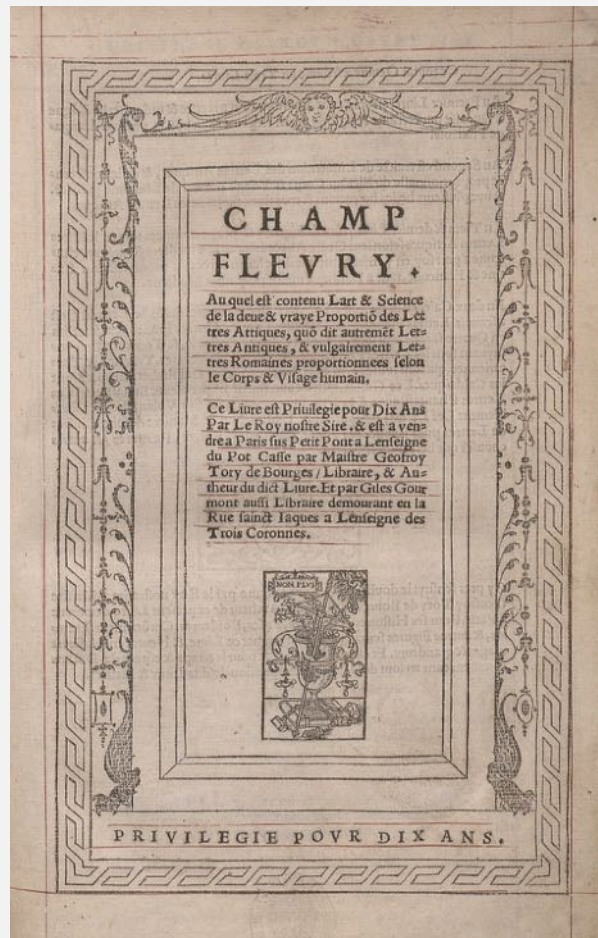 CHAMP
FLEVRY.
Au quel est contenu Lart & Science
de la deue & vraye Proportiõ des Let
tres Attiques, quõ dit autremẽt Let=
tres Antiques, & vulgairement Let=
tres Romaines proportionnees selon
le Corps & Visage humain.
Ce Liure est Priuilegie pour Dix Ans
Par Le Roy nostre Sire. & est a ven=
dre a Paris sus Petit Pont a Lenseigne
du Pot Casse par Maistre Geofroy
Tory de Bourges / Libraire, & Au=
theur du dict Liure. Et par Giles Gour
mont aussi Libraire demourant en la
Rue sainct Iaques a Lenseigne des
Trois Coronnes.
NON PLVS
PRIVILEGIE POVR DIX ANS.